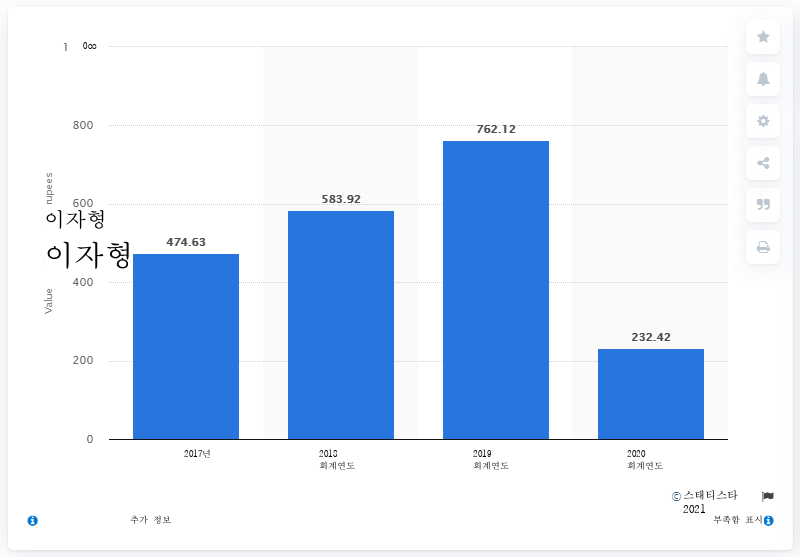 1 000
800
600
400
200
0
Value
rupees
이자형
이자형
474.63
583.92
762.12
232.42
2017년
2018
회계연도
2019
회계연도
2020
회계연도
© 스태티스타
2021
추가 정보
부족함 표시